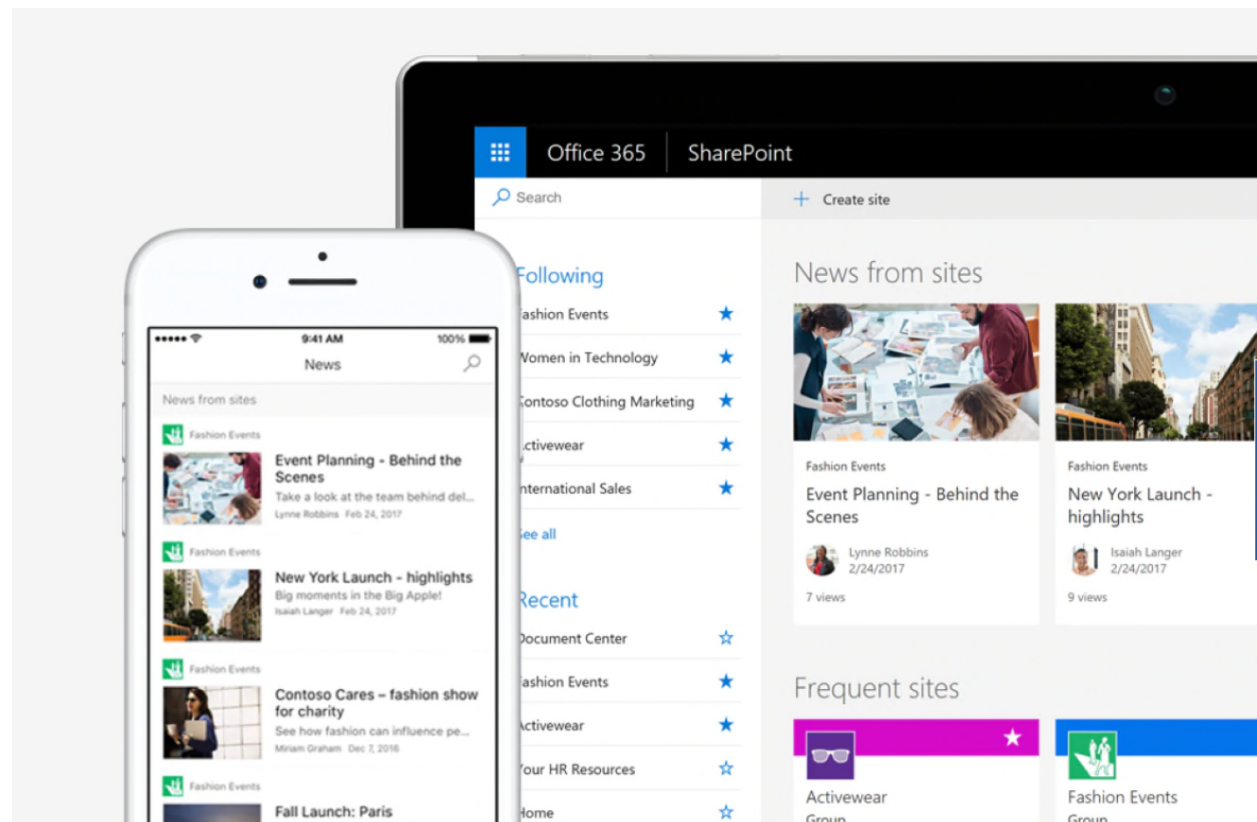 Office 365
SharePoint
Search
Create site
Following
ashion Events
Women in Technology
Contoso Clothing Marketing
Activewear
nternational Sales
See all
Recent
Document Center
ashion Events
Activewear
Your HR Resources
Home
News from sites
Fashion Events
Event Planning - Behind the
Scenes
Lynne Robbins
2/24/2017
7 views
Fashion Events
New York Launch -
highlights
Isaiah Langer
2/24/2017
9 views
Frequent sites
Activewear
Group
Fashion Events
Group
9:41 AM
100%
News
News from sites
Fashion Events
Event Planning - Behind the
Scenes
Take a look at the team behind del...
Lynne Robbins Feb 24, 2017
Fashion Events
New York Launch - highlights
Big moments in the Big Apple!
Isaiah Langer Feb 24, 2017
Fashion Events
Contoso Cares – fashion show
for charity
See how fashion can influence pe...
Miriam Graham Dec 7, 2016
Fashion Events
Fall Launch: Paris